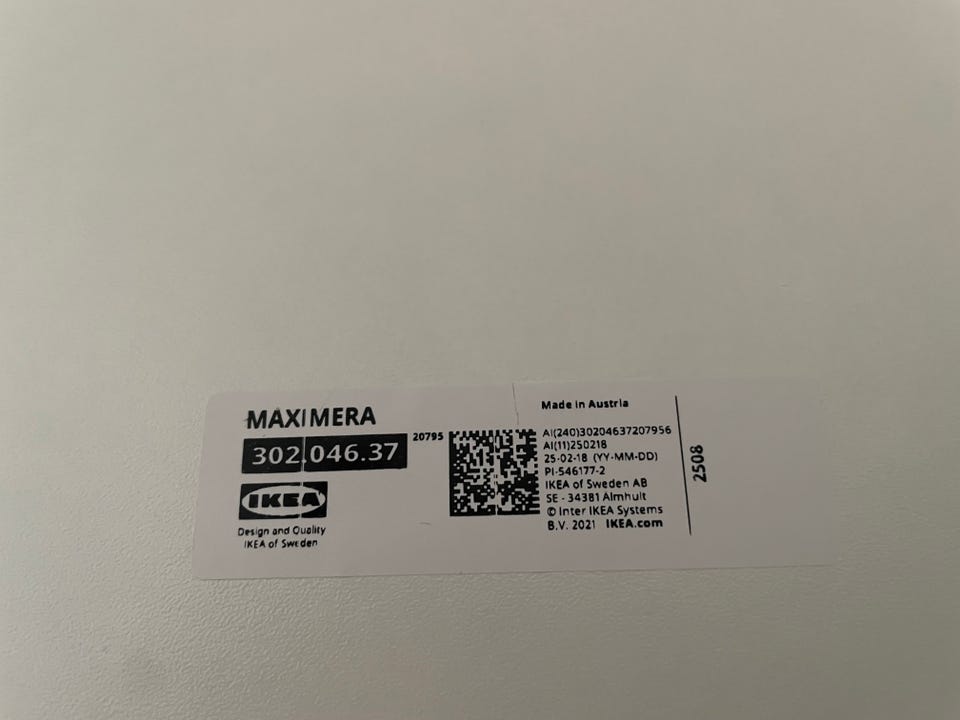 MAXIMERA
302.046.37
20795
IKEA
Design and Quality
IKEA of Sweden
Made in Austria
AI(240)30204637207956
AI(11)250218
25-02-18 (YY-MM-DD)
PI-546177-2
IKEA of Sweden AB
SE - 34381 Älmhult
© Inter IKEA Systems
B.V. 2021 IKEA.com
2508